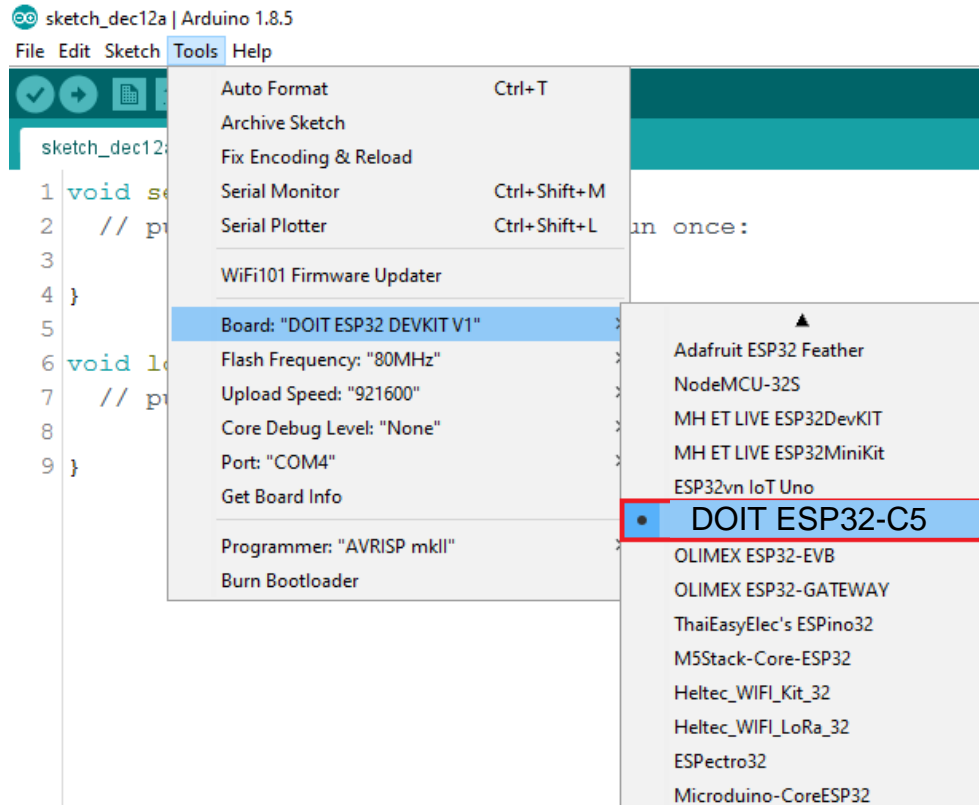 sketch_dec12a | Arduino 1.8.5
File Edit Sketch Tools Help
sketch_dec12a
Auto Format Ctrl+T
Archive Sketch
Fix Encoding & Reload
Serial Monitor Ctrl+Shift+M
Serial Plotter Ctrl+Shift+L
WiFi101 Firmware Updater
Board: "DOIT ESP32 DEVKIT V1"
Flash Frequency: "80MHz"
Upload Speed: "921600"
Core Debug Level: "None"
Port: "COM4"
Get Board Info
Programmer: "AVRISP mkII"
Burn Bootloader
Adafruit ESP32 Feather
NodeMCU-32S
MH ET LIVE ESP32DevKIT
MH ET LIVE ESP32MiniKit
ESP32vn IoT Uno
DOIT ESP32-C5
OLIMEX ESP32-EVB
OLIMEX ESP32-GATEWAY
ThaiEasyElec's ESPino32
M5Stack-Core-ESP32
Heltec_WIFI_Kit_32
Heltec_WIFI_LoRa_32
ESPectro32
Microduino-CoreESP32
1 void
2 // once:
3
4 }
5
6 void
7 //
8
9 }